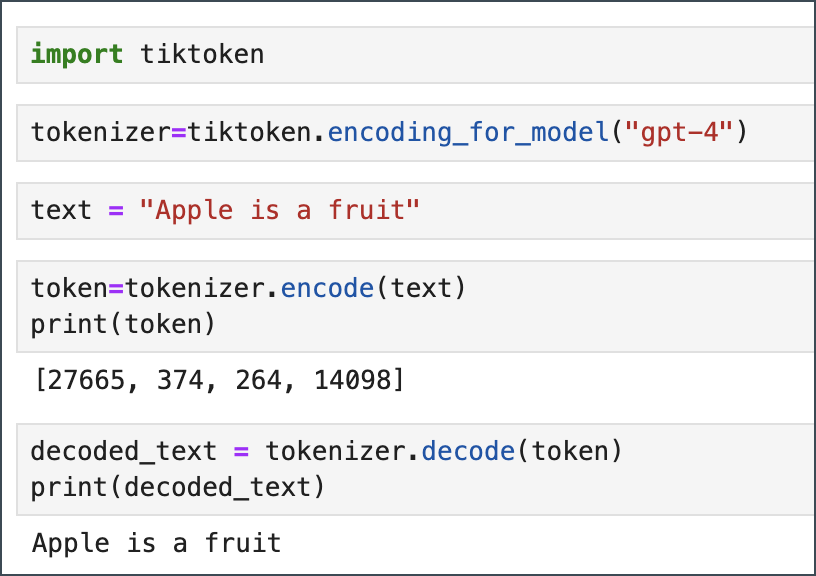 import tiktoken
tokenizer=tiktoken.encoding_for_model("gpt-4")
text = "Apple is a fruit"
token=tokenizer.encode(text)
print(token)
[27665, 374, 264, 14098]
decoded_text = tokenizer.decode(token)
print(decoded_text)
Apple is a fruit